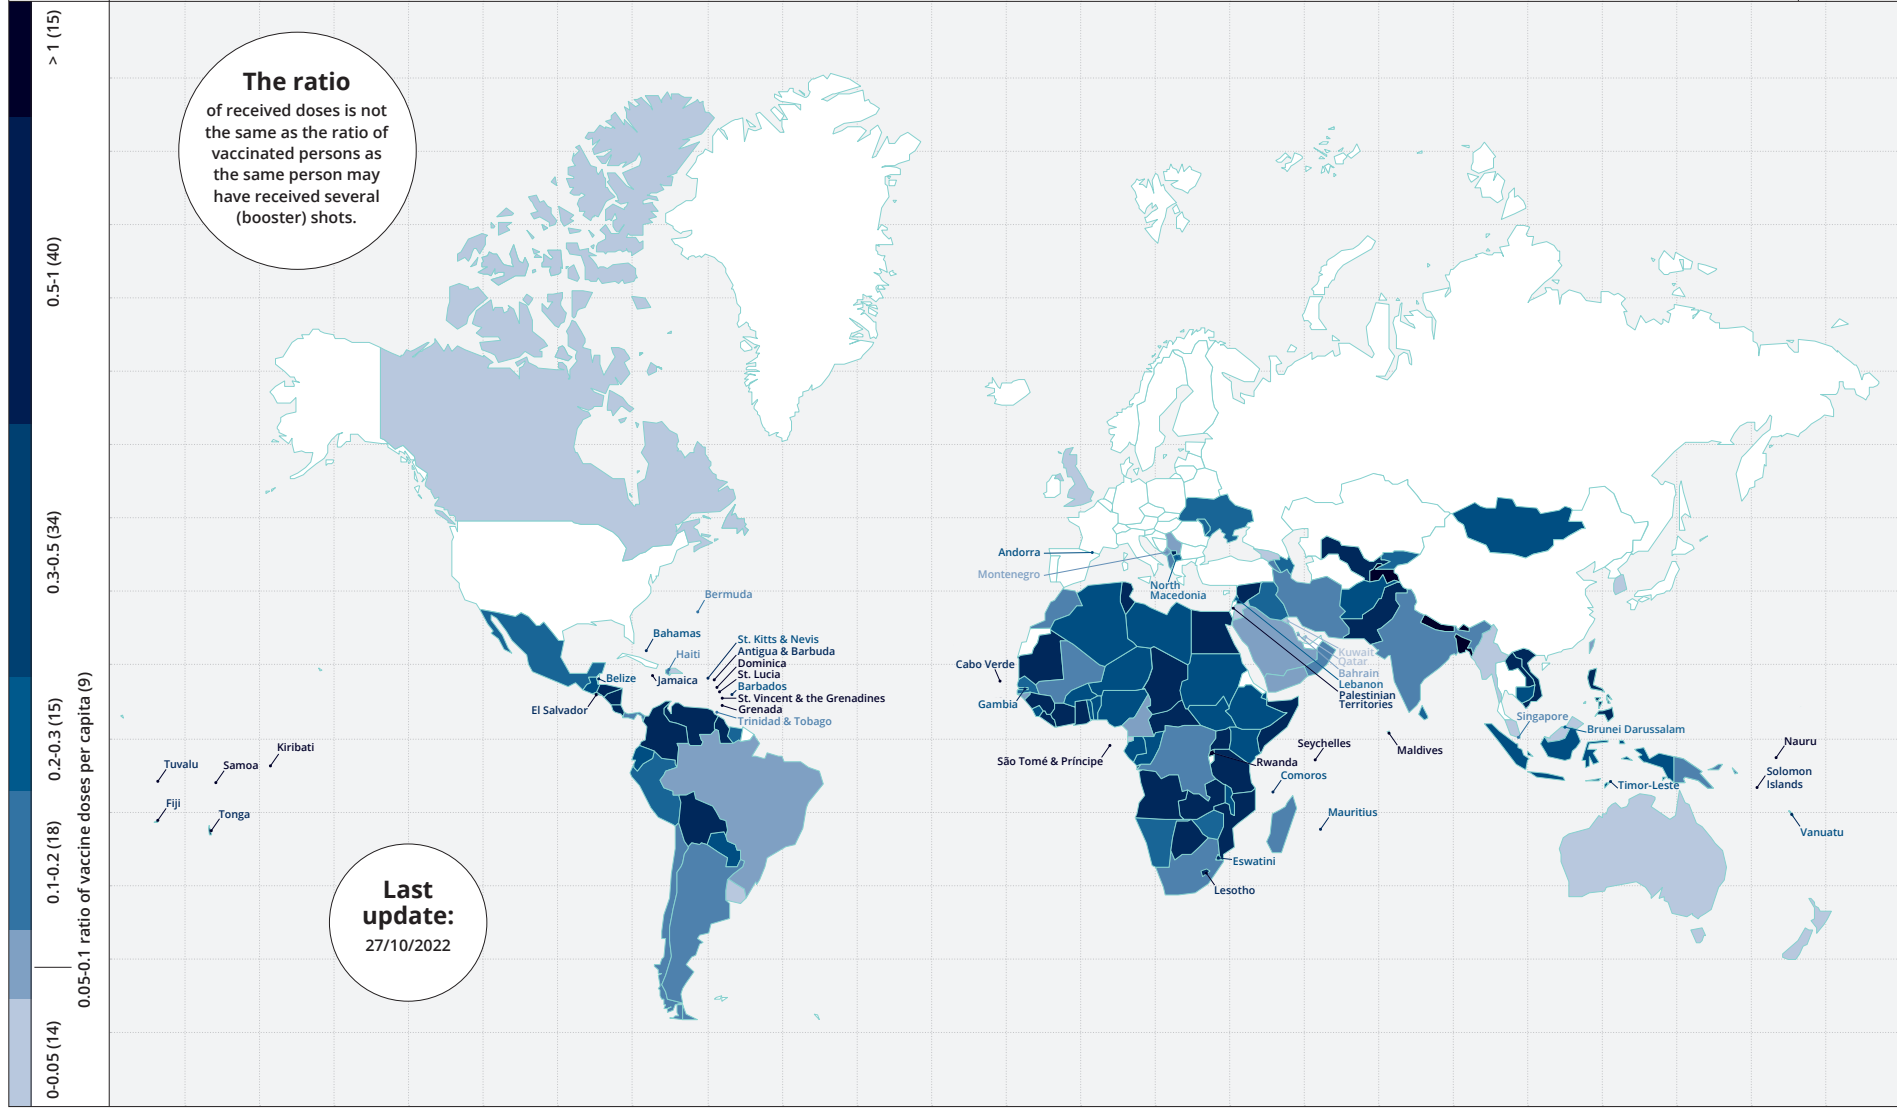 > 1 (15)
0.5-1 (40)
0.3-0.5 (34)
0.2-0.3 (15)
0.1-0.2 (18)
0.05-0.1 ratio of vaccine doses per capita (9)
0-0.05 (14)
The ratio
of received doses is not
the same as the ratio of
vaccinated persons as
the same person may
have received several
(booster) shots.
Bermuda
Bahamas
Haiti
Belize
Jamaica
El Salvador
St. Kitts & Nevis
Antigua & Barbuda
Dominica
St. Lucia
Barbados
St. Vincent & the Grenadines
Grenada
Trinidad & Tobago
Tuvalu
Samoa
Kiribati
Fiji
Tonga
Last
update:
27/10/2022
Andorra
Montenegro
North
Macedonia
Cabo Verde
Gambia
São Tomé & Príncipe
Kuwait
Qatar
Bahrain
Lebanon
Palestinian
Territories
Seychelles
Maldives
Rwanda
Comoros
Mauritius
Eswatini
Lesotho
Singapore
Brunei Darussalam
Timor-Leste
Nauru
Solomon
Islands
Vanuatu